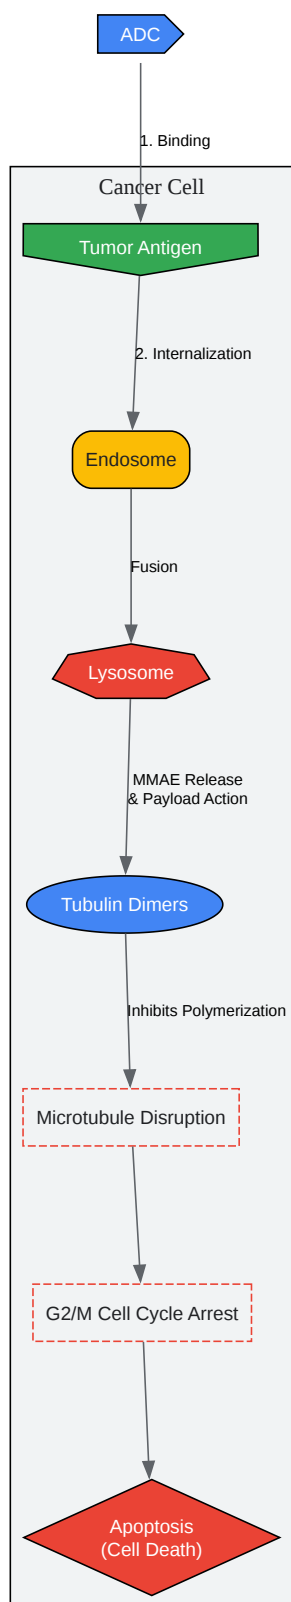 ADC
1. Binding
Cancer Cell
Tumor Antigen
2. Internalization
Endosome
Fusion
Lysosome
MMAE Release
& Payload Action
Tubulin Dimers
Inhibits Polymerization
Microtubule Disruption
G2/M Cell Cycle Arrest
Apoptosis
(Cell Death)